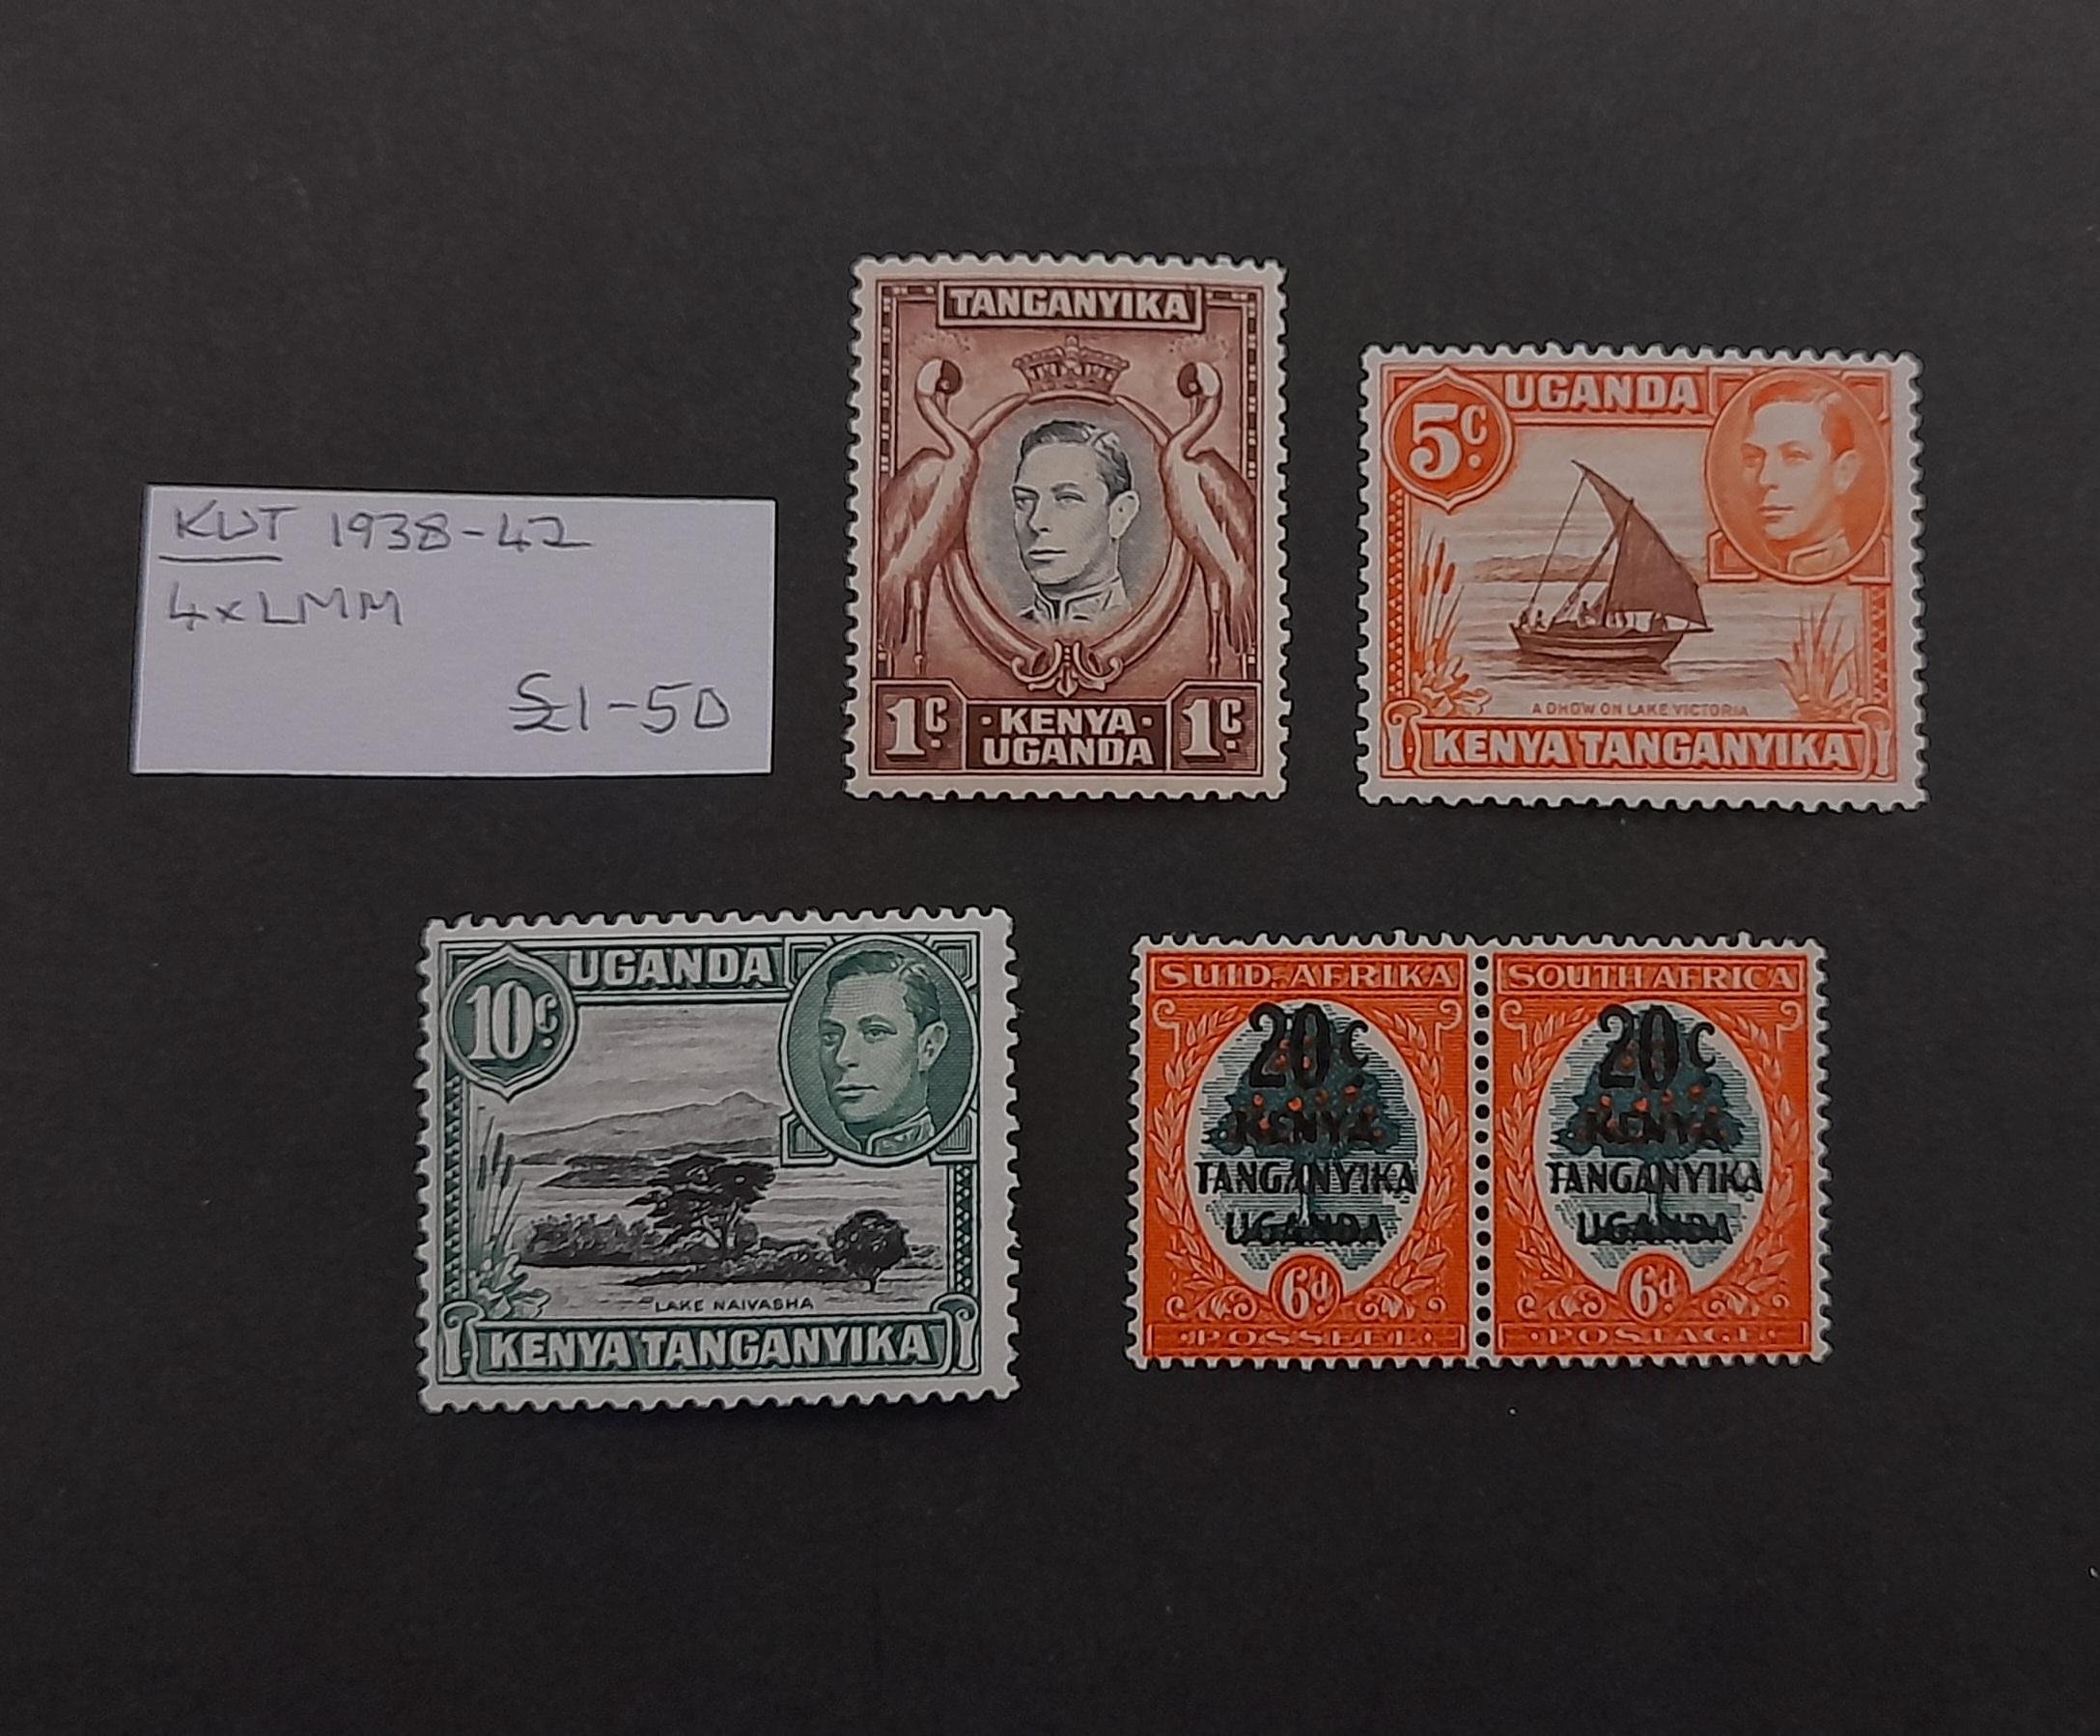 KUT 1938-42
4xLMM
£1-50
TANGANYIKA
1c. ·KENYA· 1c.
UGANDA
5c. UGANDA
A DHOW ON LAKE VICTORIA
KENYA TANGANYIKA
10c. UGANDA
LAKE NAIVASHA
KENYA TANGANYIKA
SUID-AFRIKA
20c
KENYA
TANGANYIKA
UGANDA
6d.
·POSSEEL·
SOUTH AFRICA
20c
KENYA
TANGANYIKA
UGANDA
6d.
·POSTAGE·